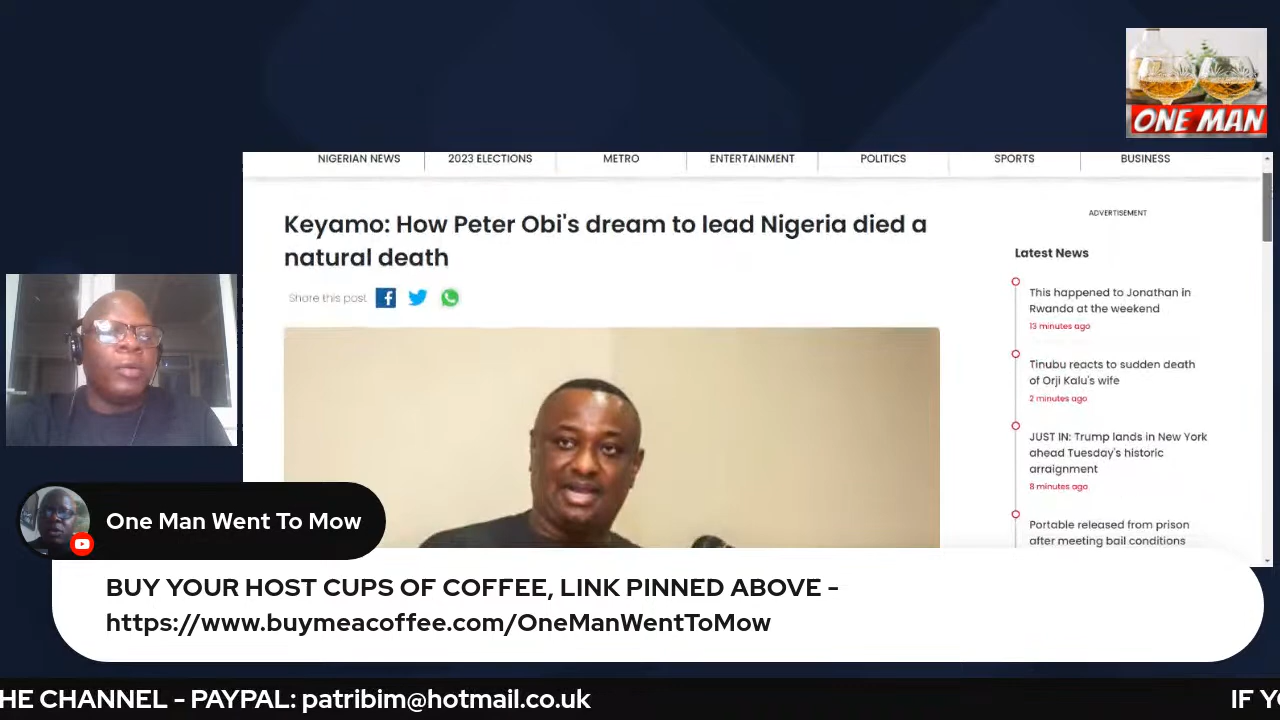 ONE MAN
NIGERIAN NEWS
2023 ELECTIONS
METRO
ENTERTAINMENT
POLITICS
SPORTS
BUSINESS
Keyamo: How Peter Obi's dream to lead Nigeria died a
natural death
Share this post
ADVERTISEMENT
Latest News
This happened to Jonathan in
Rwanda at the weekend
13 minutes ago
Tinubu reacts to sudden death
of Orji Kalu's wife
2 minutes ago
JUST IN: Trump lands in New York
ahead Tuesday's historic
arraignment
8 minutes ago
Portable released from prison
after meeting bail conditions
One Man Went To Mow
BUY YOUR HOST CUPS OF COFFEE, LINK PINNED ABOVE -
https://www.buymeacoffee.com/OneManWentToMow
HE CHANNEL - PAYPAL: patribim@hotmail.co.uk
IF YO